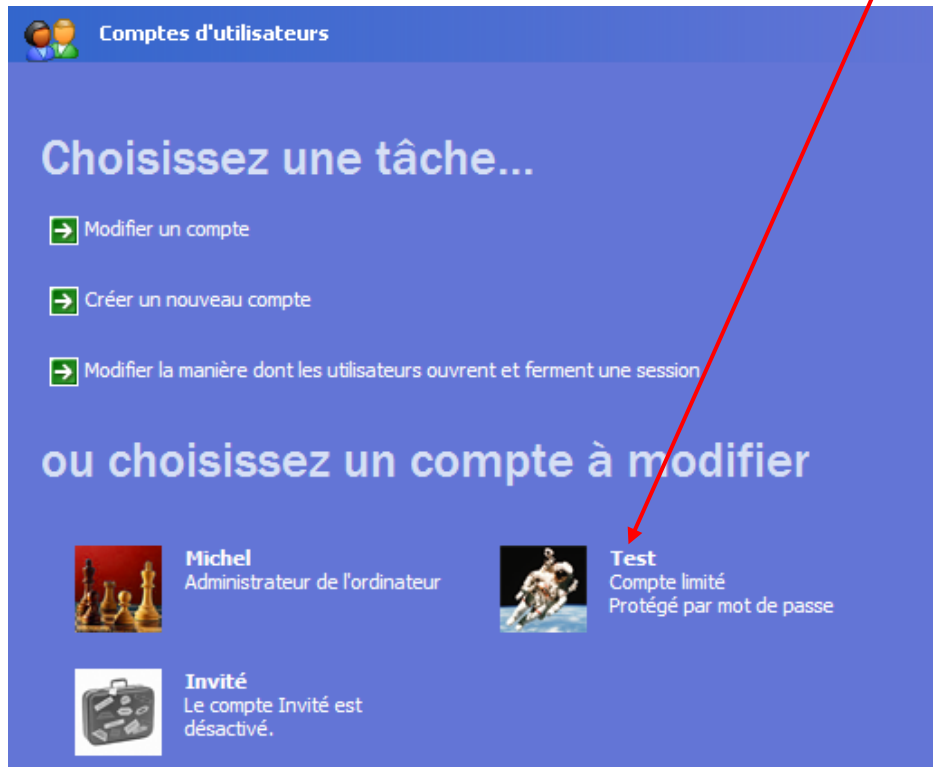 Comptes d'utilisateurs
Choisissez une tâche...
Modifier un compte
Créer un nouveau compte
Modifier la manière dont les utilisateurs ouvrent et ferment une session
ou choisissez un compte à modifier
Michel
Administrateur de l'ordinateur
Test
Compte limité
Protégé par mot de passe
Invité
Le compte Invité est
désactivé.